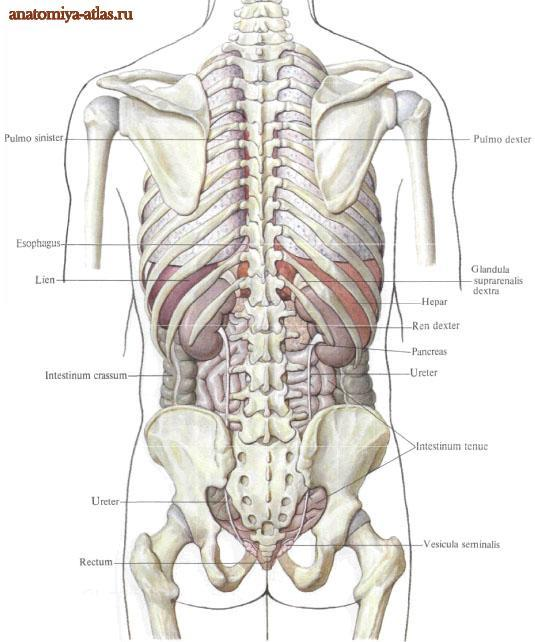 anatomiya-atlas.ru
Pulmo sinister
Pulmo dexter
Esophagus
Lien
Glandula
suprarenalis
dextra
Hepar
Ren dexter
Pancreas
Intestinum crassum
Ureter
Intestinum tenue
Ureter
Vesicula seminalis
Rectum